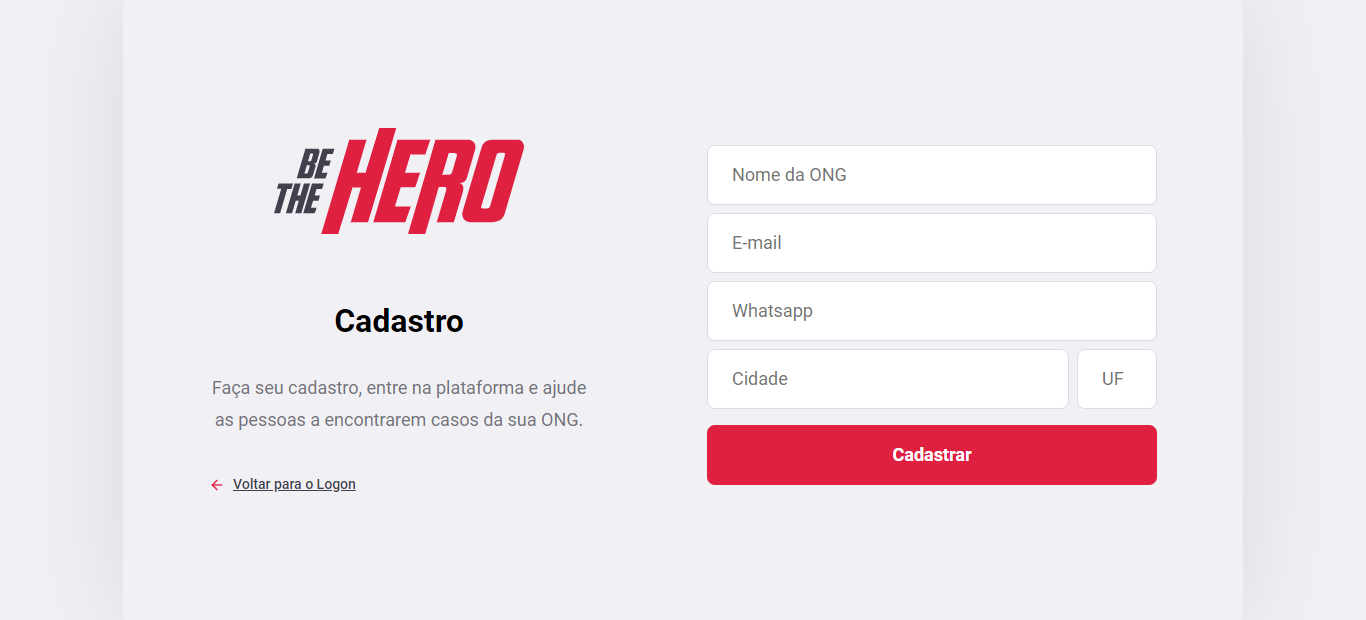 BE
THE HERO
Cadastro
Faça seu cadastro, entre na plataforma e ajude
as pessoas a encontrarem casos da sua ONG.
Voltar para o Logon
Nome da ONG
E-mail
Whatsapp
Cidade UF
Cadastrar